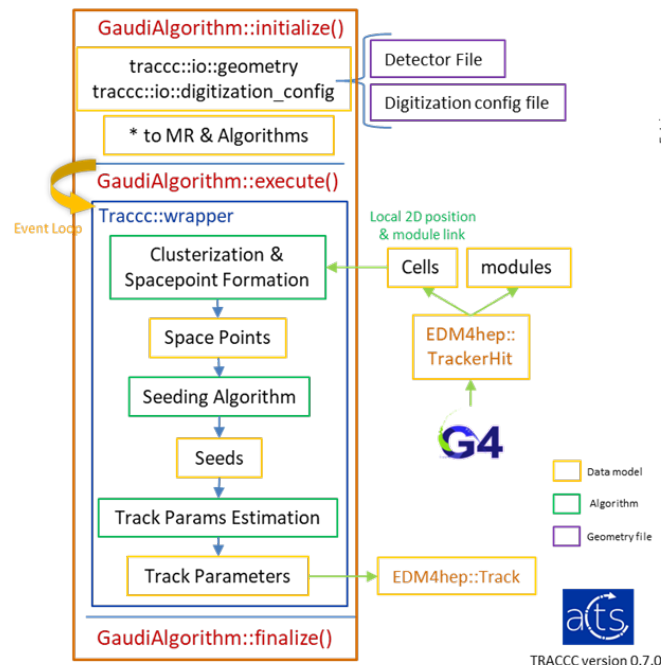 GaudiAlgorithm::initialize()
traccc::io::geometry
traccc::io::digitization_config
Detector File
Digitization config file
* to MR & Algorithms
GaudiAlgorithm::execute()
Event Loop
Traccc::wrapper
Clusterization &
Spacepoint Formation
Local 2D position
& module link
Cells
modules
Space Points
EDM4hep::
TrackerHit
Seeding Algorithm
G4
Seeds
Track Params Estimation
Track Parameters
EDM4hep::Track
Data model
Algorithm
Geometry file
GaudiAlgorithm::finalize()
acts
TRACCC version 0.7.0